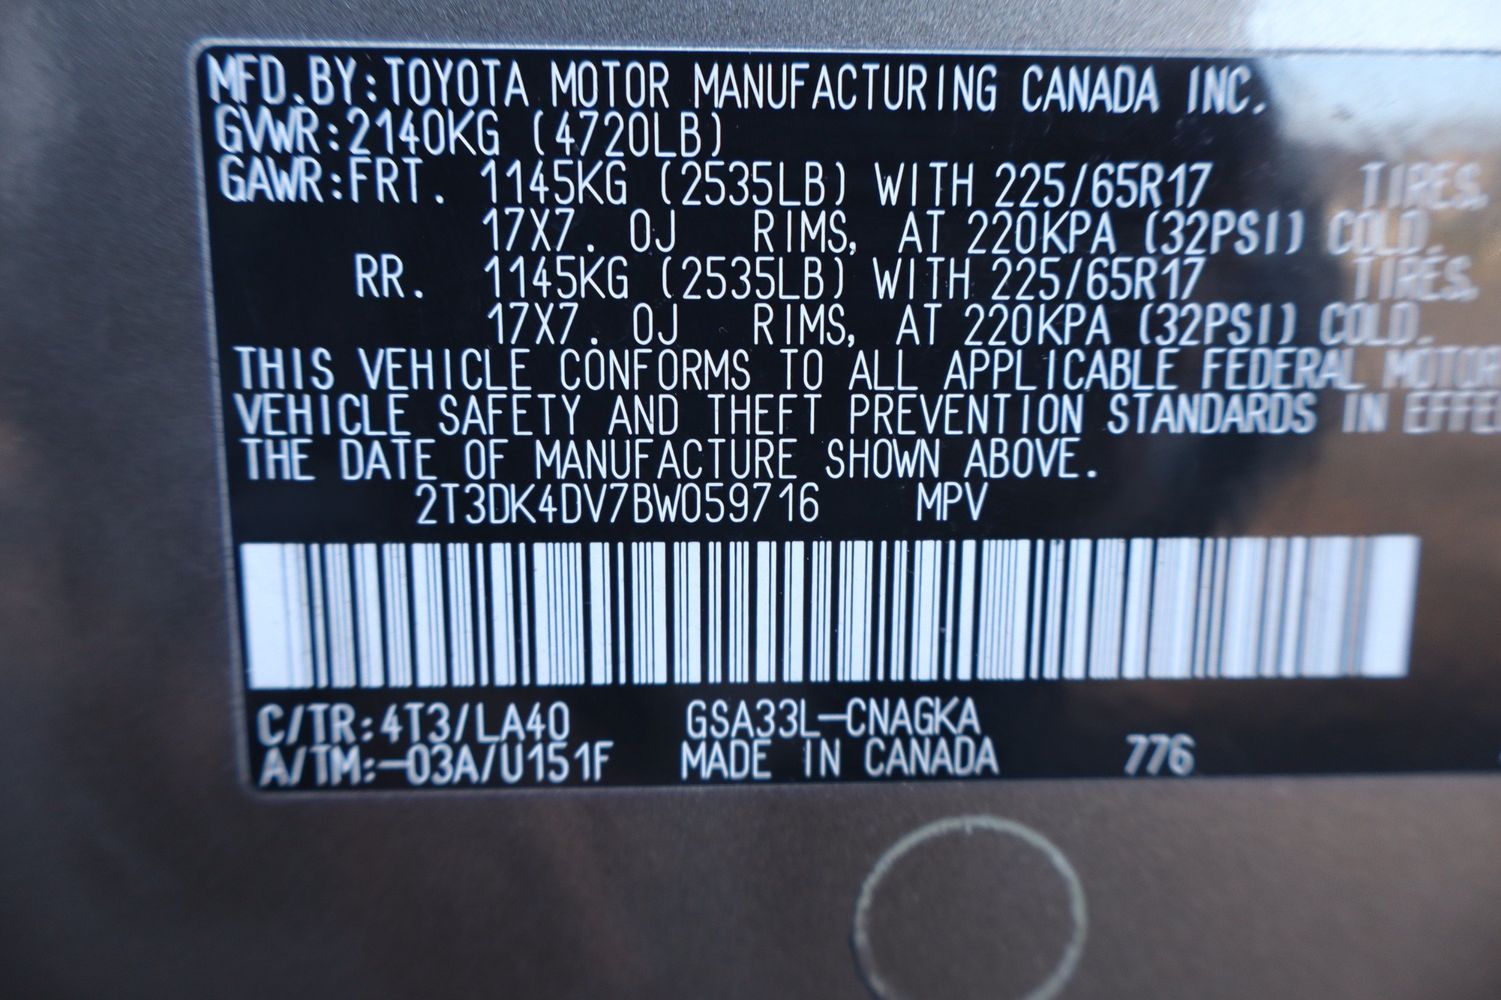 MFD.BY:TOYOTA MOTOR MANUFACTURING CANADA INC.
GVWR:2140KG (4720LB)
GAWR:FRT. 1145KG (2535LB) WITH 225/65R17 TIRES,
17X7.0J RIMS, AT 220KPA (32PSI) COLD.
RR. 1145KG (2535LB) WITH 225/65R17 TIRES,
17X7.0J RIMS, AT 220KPA (32PSI) COLD.
THIS VEHICLE CONFORMS TO ALL APPLICABLE FEDERAL MOTOR
VEHICLE SAFETY AND THEFT PREVENTION STANDARDS IN EFFE
THE DATE OF MANUFACTURE SHOWN ABOVE.
2T3DK4DV7BW059716 MPV
C/TR:4T3/LA40 GSA33L-CNAGKA
A/TM:-03A/U151F MADE IN CANADA 776